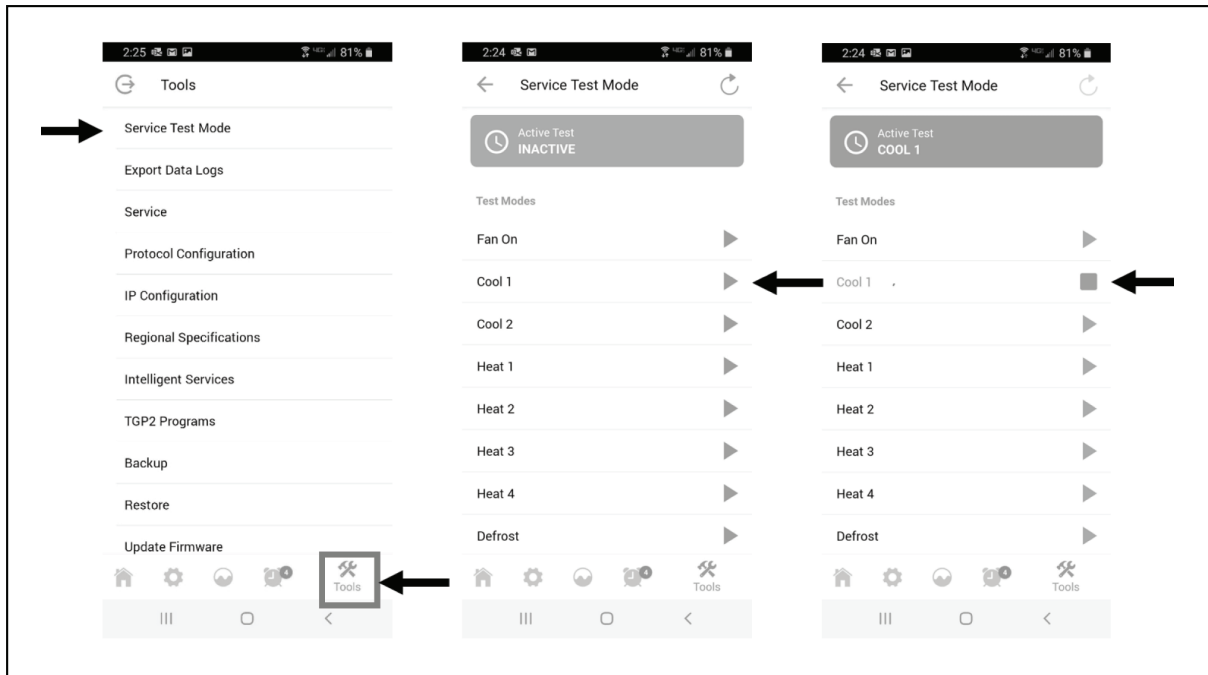 2:25 81%
Tools
Service Test Mode
Export Data Logs
Service
Protocol Configuration
IP Configuration
Regional Specifications
Intelligent Services
TGP2 Programs
Backup
Restore
Update Firmware
4
Tools
2:24 81%
Service Test Mode
Active Test
INACTIVE
Test Modes
Fan On
Cool 1
Cool 2
Heat 1
Heat 2
Heat 3
Heat 4
Defrost
4
Tools
2:24 81%
Service Test Mode
Active Test
COOL 1
Test Modes
Fan On
Cool 1
Cool 2
Heat 1
Heat 2
Heat 3
Heat 4
Defrost
4
Tools